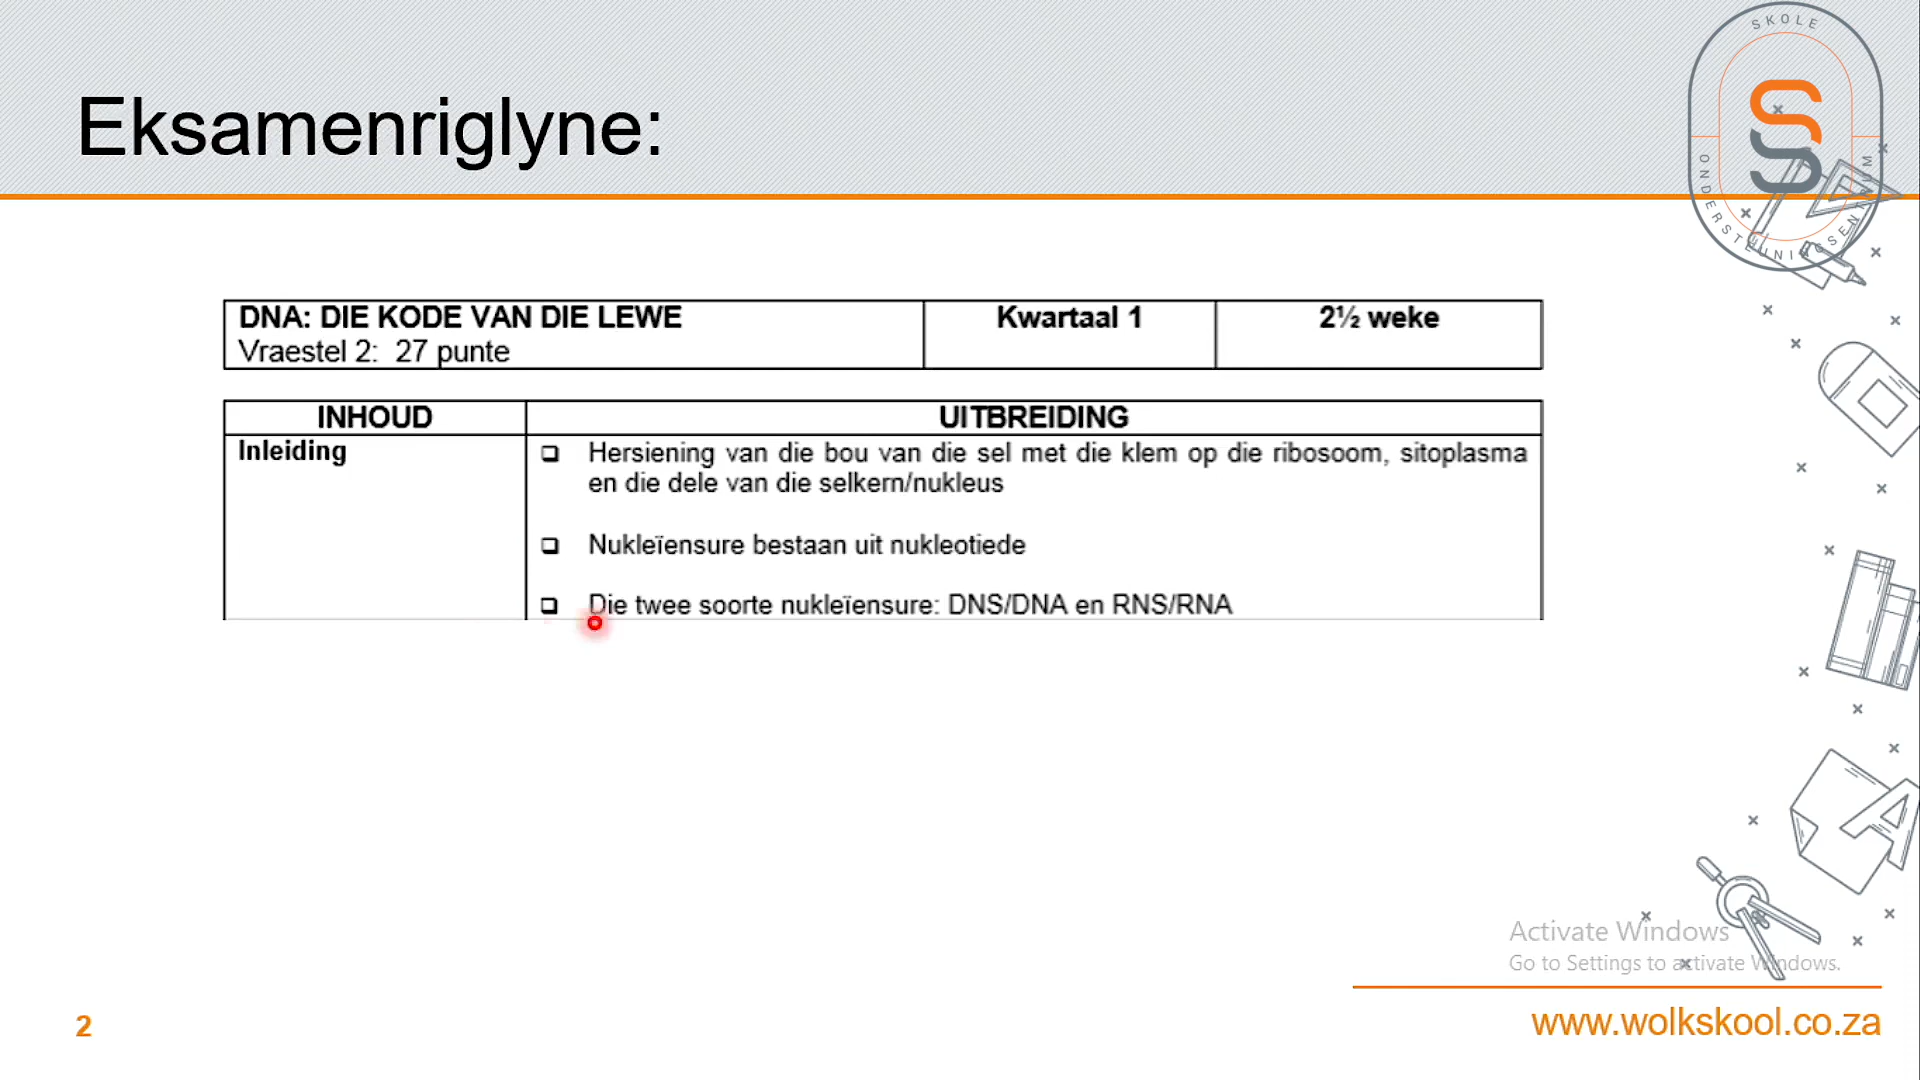 SKOLE
ONDERSTEUNINGSSENTRUM
Eksamenriglyne:
DNA: DIE KODE VAN DIE LEWE
Vraestel 2: 27 punte
Kwartaal 1
2½ weke
INHOUD
UITBREIDING
Inleiding
Hersiening van die bou van die sel met die klem op die ribosoom, sitoplasma
en die dele van die selkern/nukleus
Nukleïensure bestaan uit nukleotiede
Die twee soorte nukleïensure: DNS/DNA en RNS/RNA
Activate Windows
Go to Settings to activate Windows.
2
www.wolkskool.co.za